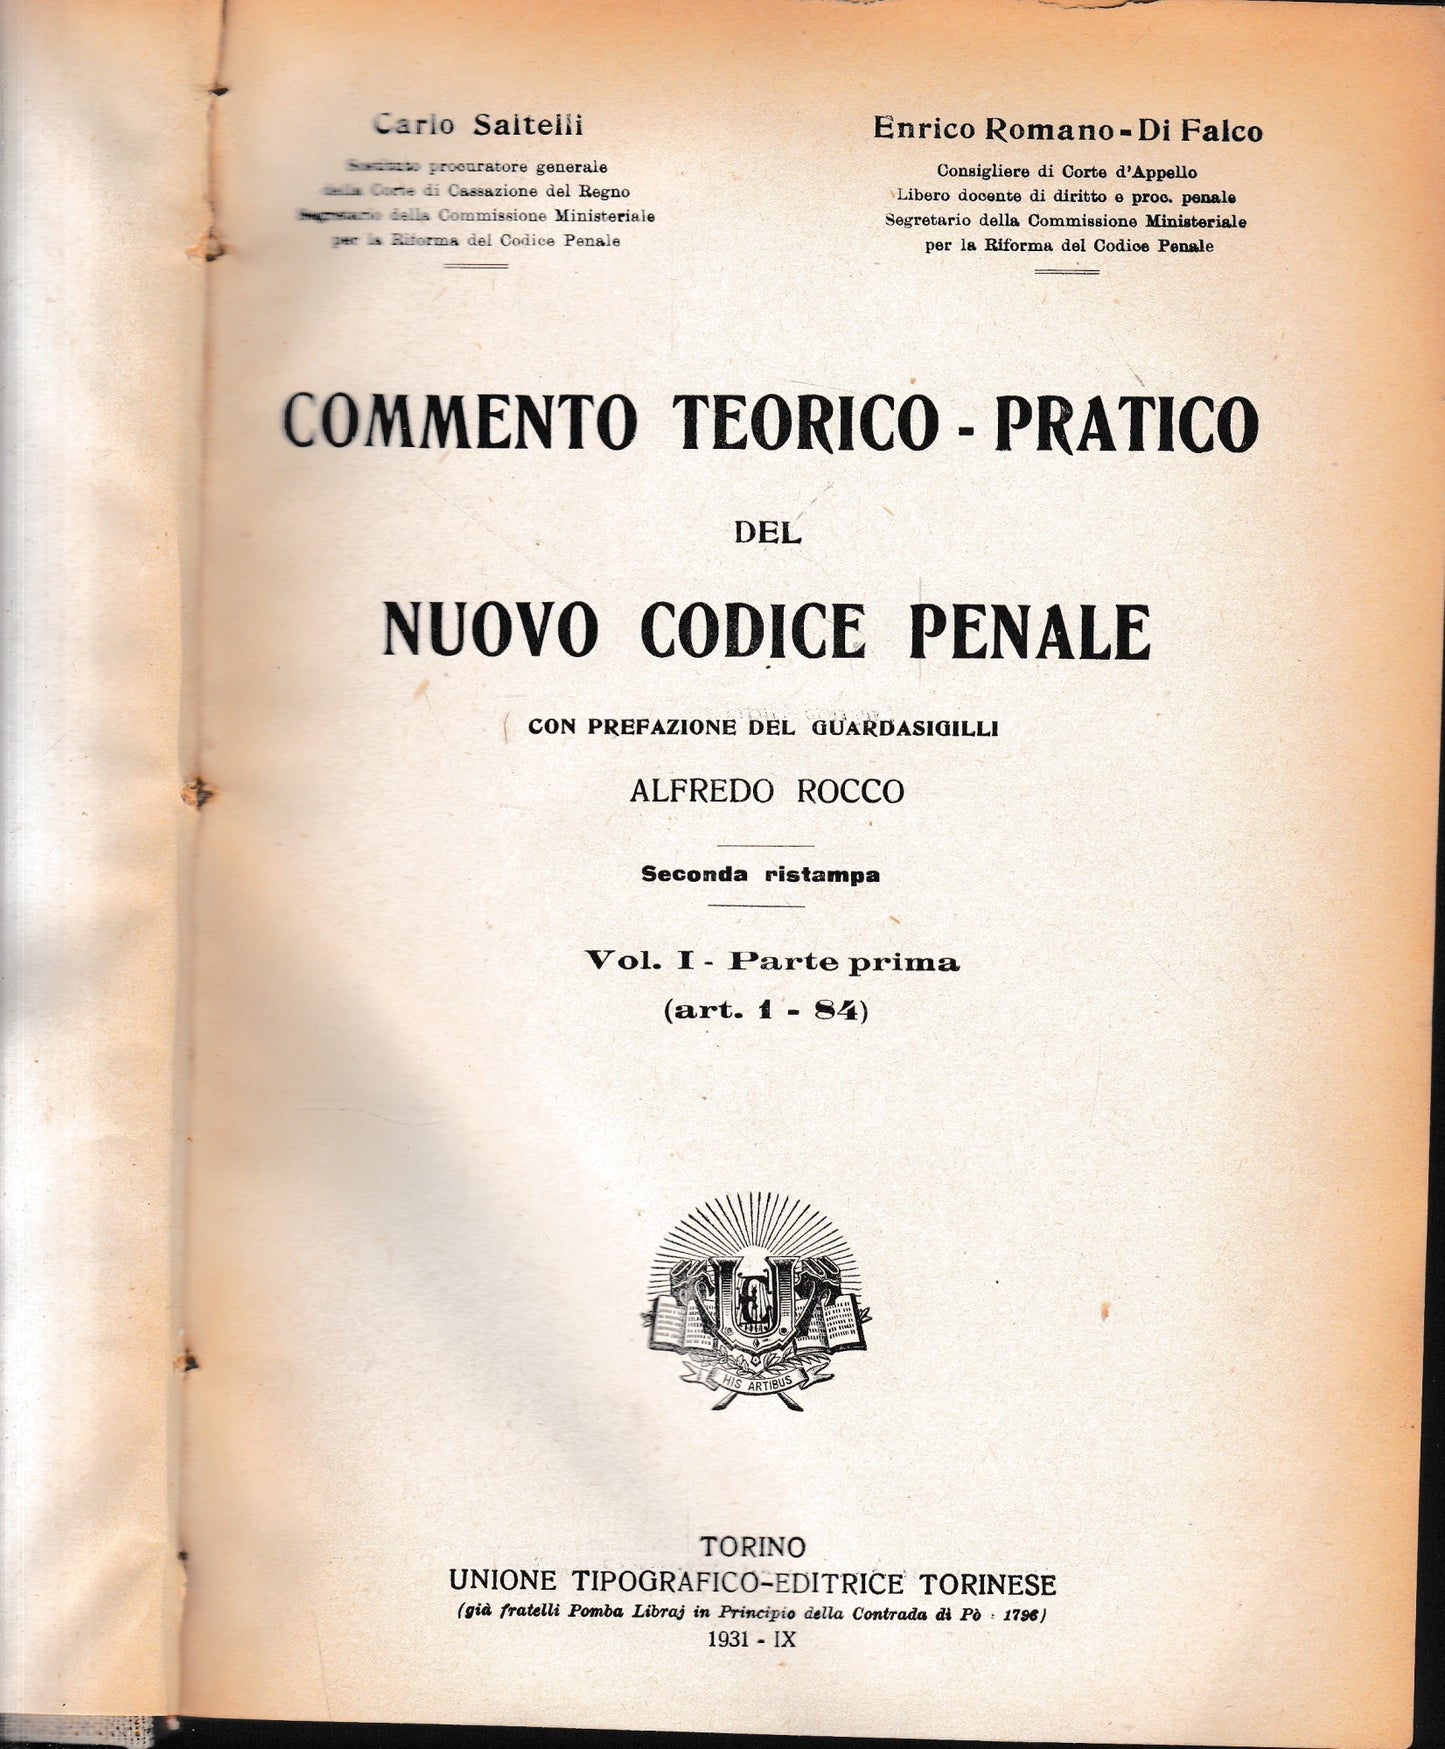 Carlo Saltelli
Sostituto procuratore generale
della Corte di Cassazione del Regno
Segretario della Commissione Ministeriale
per la Riforma del Codice Penale
Enrico Romano-Di Falco
Consigliere di Corte d'Appello
Libero docente di diritto e proc. penale
Segretario della Commissione Ministeriale
per la Riforma del Codice Penale
COMMENTO TEORICO - PRATICO
DEL
NUOVO CODICE PENALE
CON PREFAZIONE DEL GUARDASIGILLI
ALFREDO ROCCO
Seconda ristampa
Vol. I - Parte prima
(art. 1 - 84)
HIS ARTIBUS
TORINO
UNIONE TIPOGRAFICO-EDITRICE TORINESE
(già fratelli Pomba Libraj in Principio della Contrada di Pò : 1796)
1931 - IX